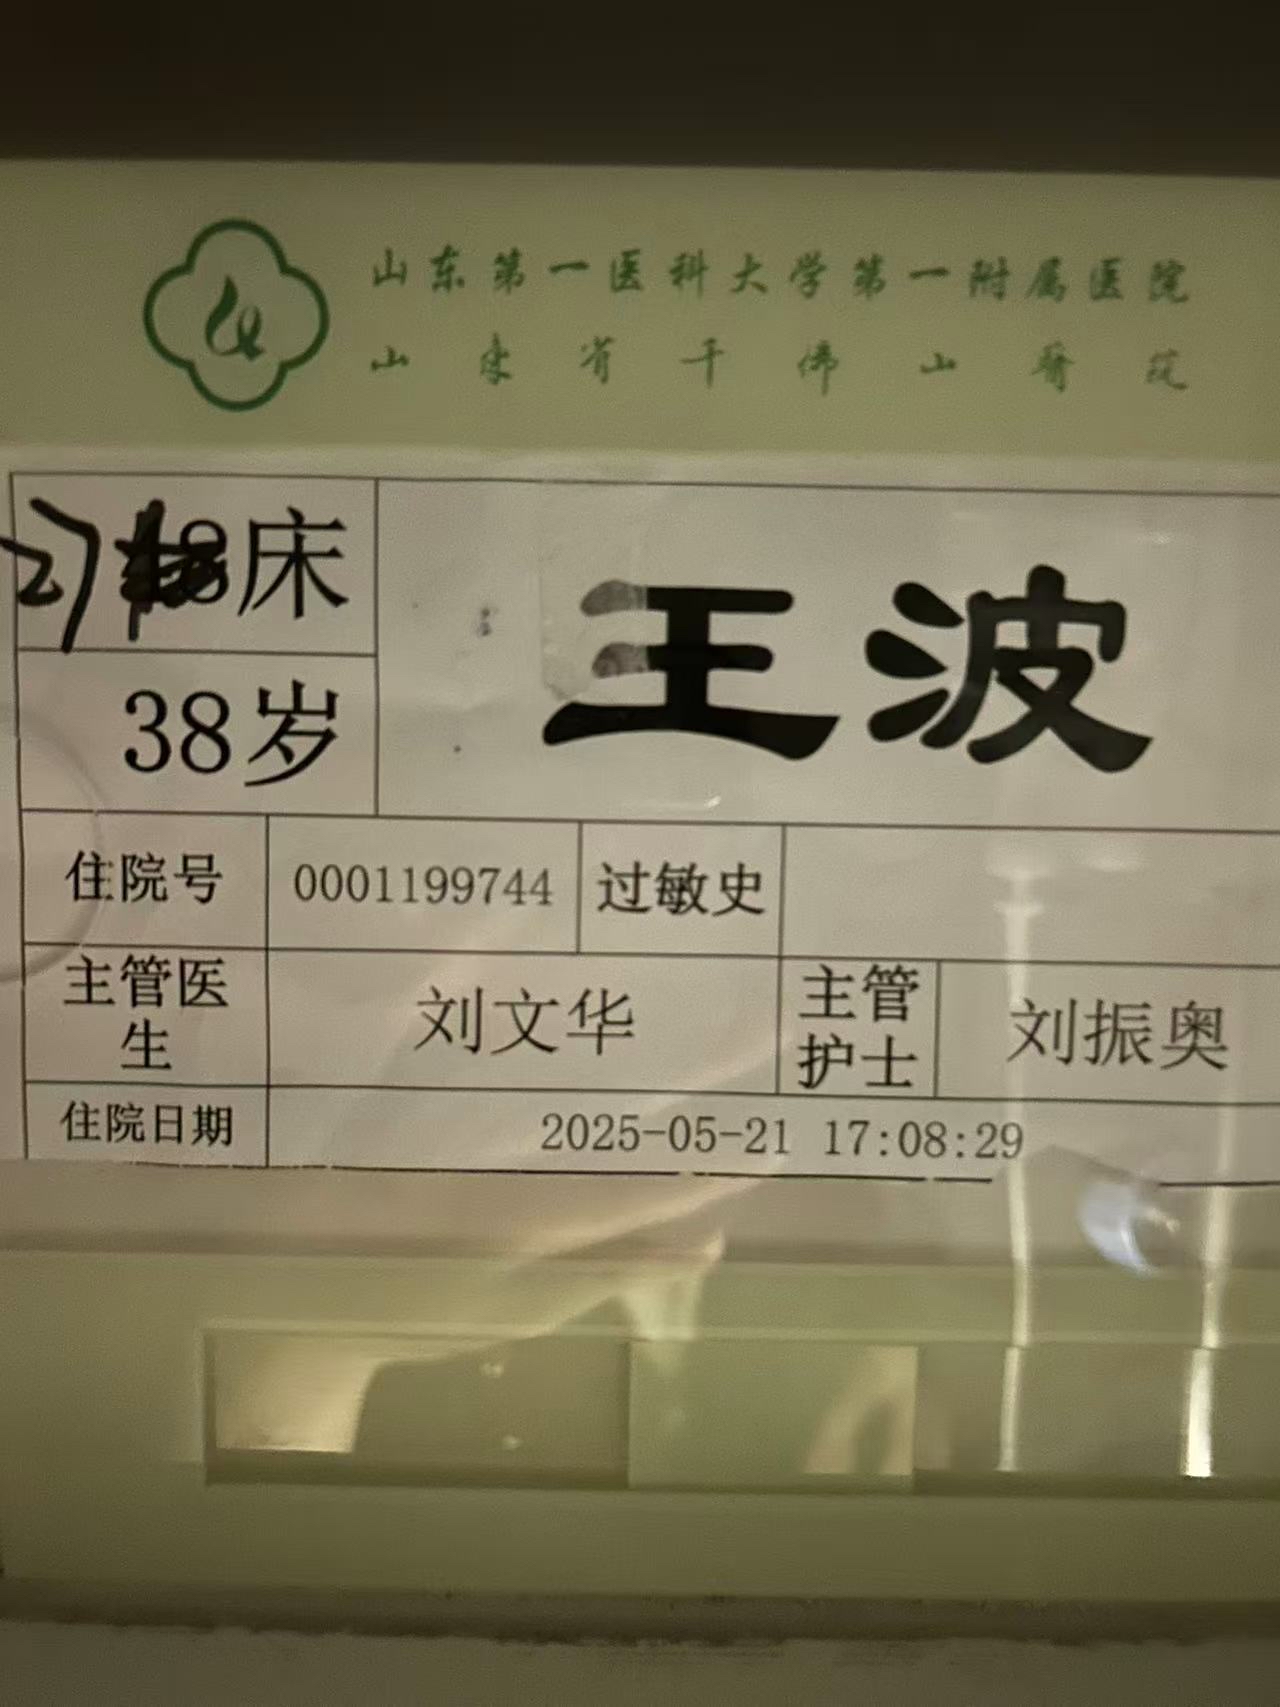 山东第一医科大学第一附属医院
山东省千佛山医院
27 床
王波
38岁
住院号 0001199744 过敏史
主管医生 刘文华 主管护士 刘振奥
住院日期 2025-05-21 17:08:29